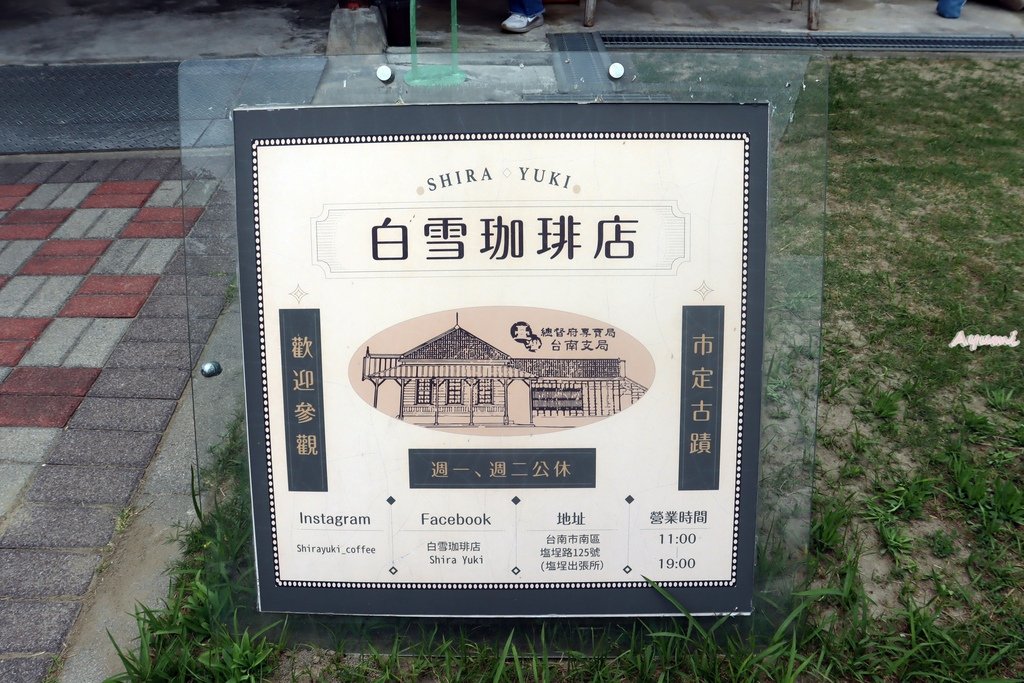 SHIRA YUKI
白雪珈琲店
總督府專賣局
台南支局
歡迎參觀
市定古蹟
週一、週二公休
Instagram
Shirayuki_coffee
Facebook
白雪珈琲店
Shira Yuki
地址
台南市南區
塩埕路125號
(塩埕出張所)
營業時間
11:00
19:00
Ayumi